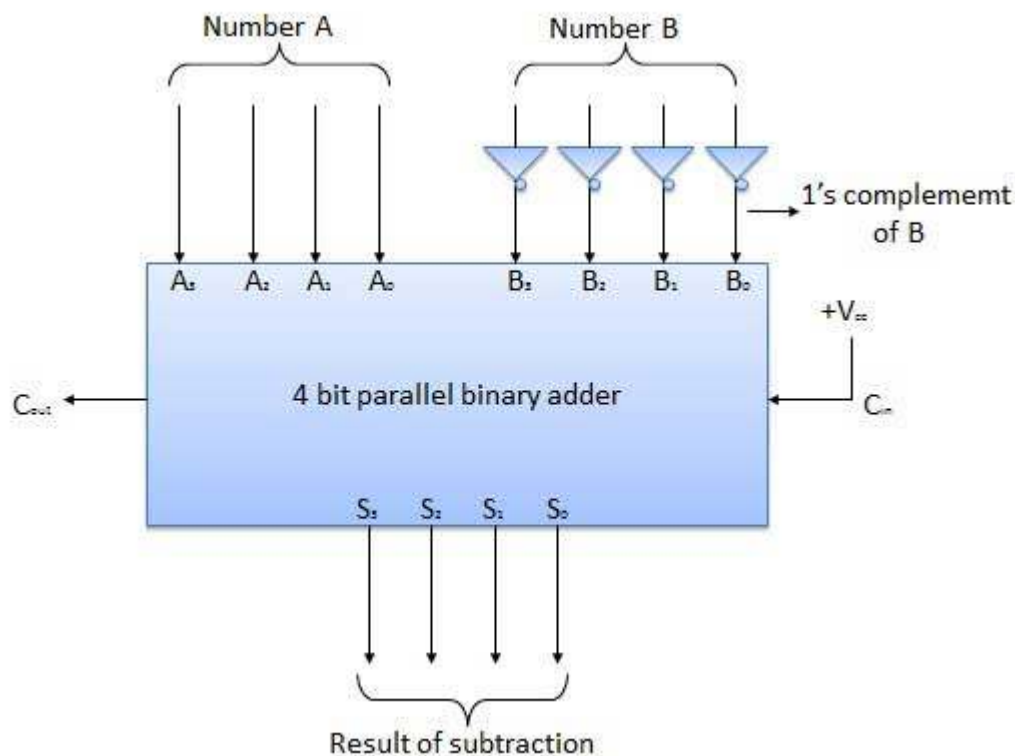 Number A
Number B
1's complememt
of B
A₃ A₂ A₁ A₀ B₃ B₂ B₁ B₀
+Vcc
4 bit parallel binary adder
Cout
Cin
S₃ S₂ S₁ S₀
Result of subtraction